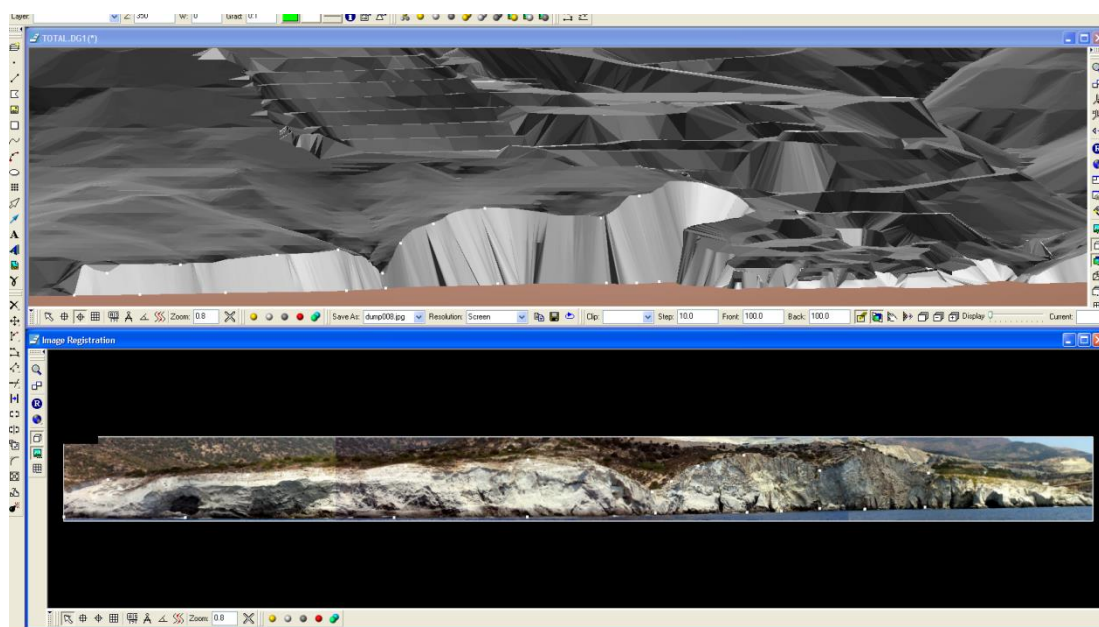 Layer: Z: 350 W: 0 Grad: 0.1
TOTAL.DG1 (*)
Zoom: 0.8 Save As: dump008.jpg Resolution: Screen Clip: Step: 10.0 Front: 100.0 Back: 100.0 Display Current:
Image Registration
Zoom: 0.8